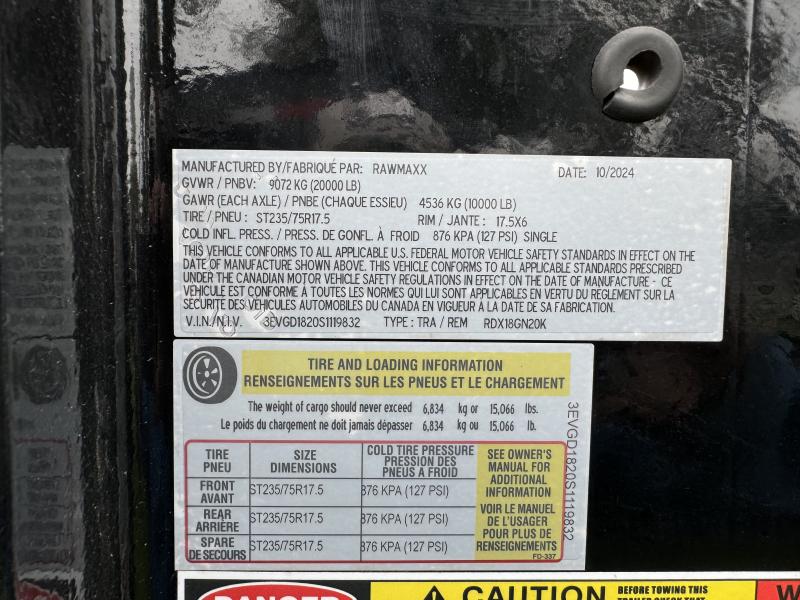 MANUFACTURED BY/FABRIQUÉ PAR: RAWMAXX DATE: 10/2024
GVWR / PNBV: 9072 KG (20000 LB)
GAWR (EACH AXLE) / PNBE (CHAQUE ESSIEU) 4536 KG (10000 LB)
TIRE / PNEU : ST235/75R17.5 RIM / JANTE : 17.5X6
COLD INFL. PRESS. / PRESS. DE GONFL. À FROID 876 KPA (127 PSI) SINGLE
THIS VEHICLE CONFORMS TO ALL APPLICABLE U.S. FEDERAL MOTOR VEHICLE SAFETY STANDARDS IN EFFECT ON THE
DATE OF MANUFACTURE SHOWN ABOVE. THIS VEHICLE CONFORMS TO ALL APPLICABLE STANDARDS PRESCRIBED
UNDER THE CANADIAN MOTOR VEHICLE SAFETY REGULATIONS IN EFFECT ON THE DATE OF MANUFACTURE - CE
VÉHICULE EST CONFORME À TOUTES LES NORMES QUI LUI SONT APPLICABLES EN VERTU DU RÈGLEMENT SUR LA
SÉCURITÉ DES VÉHICULES AUTOMOBILES DU CANADA EN VIGUEUR À LA DATE DE SA FABRICATION.
V.I.N./N.I.V. 3EVGD1820S1119832 TYPE : TRA / REM RDX18GN20K
TIRE AND LOADING INFORMATION
RENSEIGNEMENTS SUR LES PNEUS ET LE CHARGEMENT
The weight of cargo should never exceed 6,834 kg or 15,066 lbs.
Le poids du chargement ne doit jamais dépasser 6,834 kg ou 15,066 lb.
TIRE PNEU SIZE DIMENSIONS COLD TIRE PRESSURE PRESSION DES PNEUS A FROID
FRONT AVANT ST235/75R17.5 876 KPA (127 PSI)
REAR ARRIÈRE ST235/75R17.5 876 KPA (127 PSI)
SPARE DE SECOURS ST235/75R17.5 876 KPA (127 PSI)
SEE OWNER'S
MANUAL FOR
ADDITIONAL
INFORMATION
VOIR LE MANUEL
DE L'USAGER
POUR PLUS DE
RENSEIGNEMENTS
FD-337
3EVGD1820S1119832
DANGER
CAUTION
BEFORE TOWING THIS
TRAILER CHECK THAT